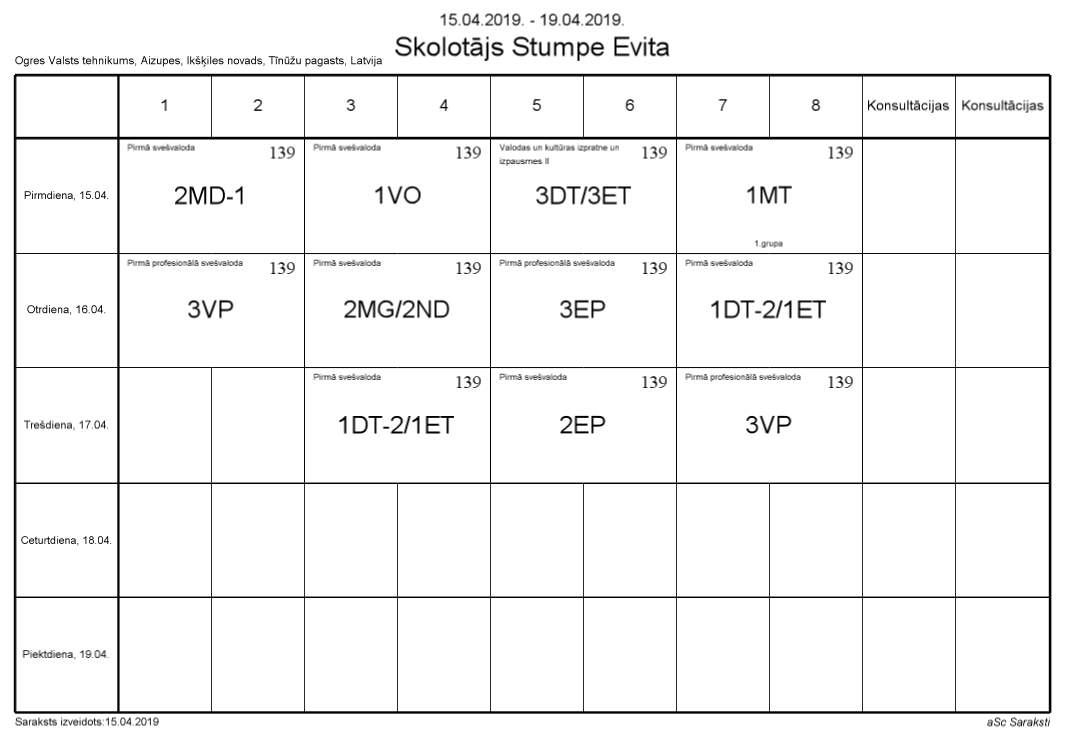 15.04.2019. - 19.04.2019.
Skolotājs Stumpe Evita
Ogres Valsts tehnikums, Aizupes, Ikšķiles novads, Tīnūžu pagasts, Latvija
1 2 3 4 5 6 7 8 Konsultācijas Konsultācijas
Pirmdiena, 15.04.
Pirmā svešvaloda 139
2MD-1
Pirmā svešvaloda 139
1VO
Valodas un kultūras izpratne un
izpausmes II
139
3DT/3ET
Pirmā svešvaloda 139
1MT
1.grupa
Otrdiena, 16.04.
Pirmā profesionālā svešvaloda 139
3VP
Pirmā svešvaloda 139
2MG/2ND
Pirmā profesionālā svešvaloda 139
3EP
Pirmā svešvaloda 139
1DT-2/1ET
Trešdiena, 17.04.
Pirmā svešvaloda 139
1DT-2/1ET
Pirmā svešvaloda 139
2EP
Pirmā profesionālā svešvaloda 139
3VP
Ceturtdiena, 18.04.
Piektdiena, 19.04.
Saraksts izveidots:15.04.2019
aSc Saraksti